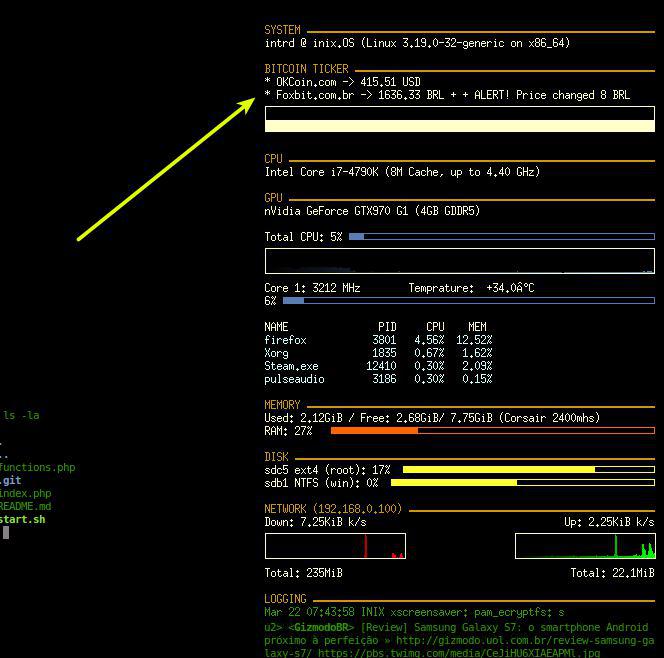 SYSTEM
intrd @ inix.OS (Linux 3.19.0-32-generic on x86_64)
BITCOIN TICKER
* OKCoin.com -> 415.51 USD
* Foxbit.com.br -> 1636.33 BRL + + ALERT! Price changed 8 BRL
CPU
Intel Core i7-4790K (8M Cache, up to 4.40 GHz)
GPU
nVidia GeForce GTX970 G1 (4GB GDDR5)
Total CPU: 5%
Core 1: 3212 MHz Temprature: +34.0Â°C
6%
NAME PID CPU MEM
firefox 3801 4.56% 12.52%
Xorg 1835 0.67% 1.62%
Steam.exe 12410 0.30% 2.09%
pulseaudio 3186 0.30% 0.15%
MEMORY
Used: 2.12GiB / Free: 2.68GiB/ 7.75GiB (Corsair 2400mhs)
RAM: 27%
DISK
sdc5 ext4 (root): 17%
sdb1 NTFS (win): 0%
NETWORK (192.168.0.100)
Down: 7.25KiB k/s Up: 2.25KiB k/s
Total: 235MiB Total: 22.1MiB
LOGGING
Mar 22 07:43:58 INIX xscreensaver: pam_ecryptfs: s
u2> <GizmodoBR> [Review] Samsung Galaxy S7: o smartphone Android
próximo à perfeição » http://gizmodo.uol.com.br/review-samsung-ga
laxy-s7/ https://pbs.twimg.com/media/CeJiHU6XIAEAPMl.jpg
ls -la
.
..
functions.php
.git
index.php
README.md
start.sh